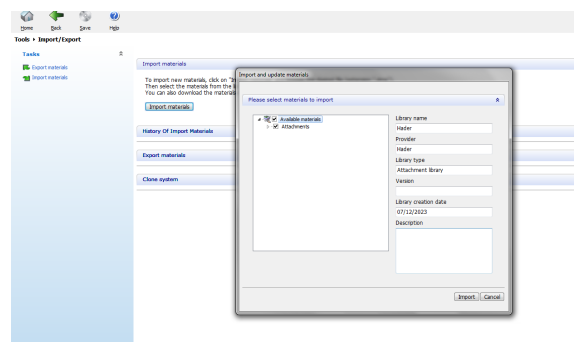 Home Back Save Help
Tools ▸ Import/Export
Tasks
Export materials
Import materials
Import materials
To import new materials, click on "Im
Then select the materials from the li
You can also download the materials
Import materials
History Of Import Materials
Export materials
Clone system
Import and update materials
Please select materials to import
Available materials
Attachments
Library name
Hader
Provider
Hader
Library type
Attachment library
Version
Library creation date
07/12/2023
Description
Import Cancel